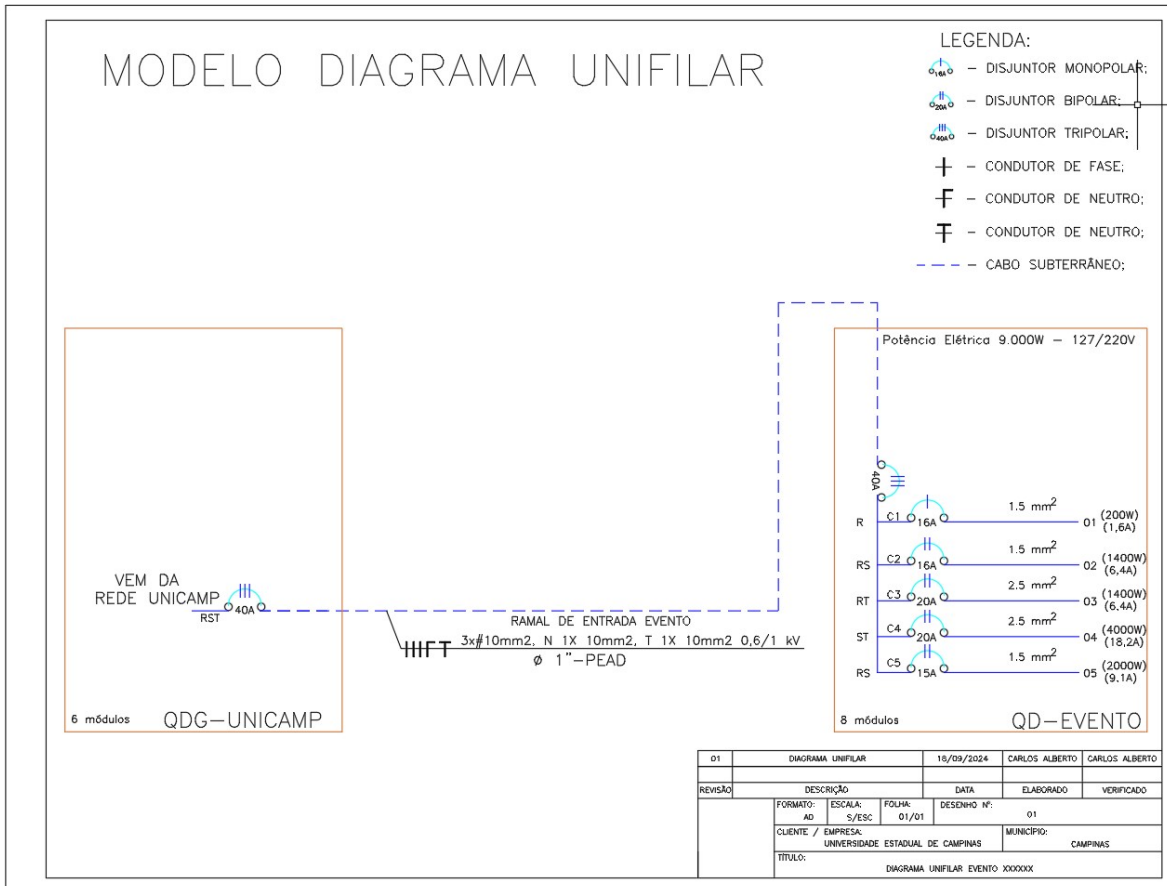 MODELO DIAGRAMA UNIFILAR
LEGENDA:
16A – DISJUNTOR MONOPOLAR;
20A – DISJUNTOR BIPOLAR;
40A – DISJUNTOR TRIPOLAR;
– CONDUTOR DE FASE;
– CONDUTOR DE NEUTRO;
– CONDUTOR DE NEUTRO;
– CABO SUBTERRÂNEO;
VEM DA
REDE UNICAMP
RST
40A
6 módulos
QDG–UNICAMP
RAMAL DE ENTRADA EVENTO
3x#10mm2, N 1X 10mm2, T 1X 10mm2 0,6/1 kV
ø 1"–PEAD
Potência Elétrica 9.000W – 127/220V
40A
R C1 16A 1.5 mm² 01 (200W) (1,6A)
RS C2 16A 1.5 mm² 02 (1400W) (6,4A)
RT C3 20A 2.5 mm² 03 (1400W) (6.4A)
ST C4 20A 2.5 mm² 04 (4000W) (18,2A)
RS C5 15A 1.5 mm² 05 (2000W) (9.1A)
8 módulos
QD–EVENTO
01 DIAGRAMA UNIFILAR 16/09/2024 CARLOS ALBERTO CARLOS ALBERTO
REVISÃO DESCRIÇÃO DATA ELABORADO VERIFICADO
FORMATO: AD ESCALA: S/ESC FOLHA: 01/01 DESENHO Nº: 01
CLIENTE / EMPRESA: UNIVERSIDADE ESTADUAL DE CAMPINAS MUNICÍPIO: CAMPINAS
TÍTULO: DIAGRAMA UNIFILAR EVENTO XXXXXX